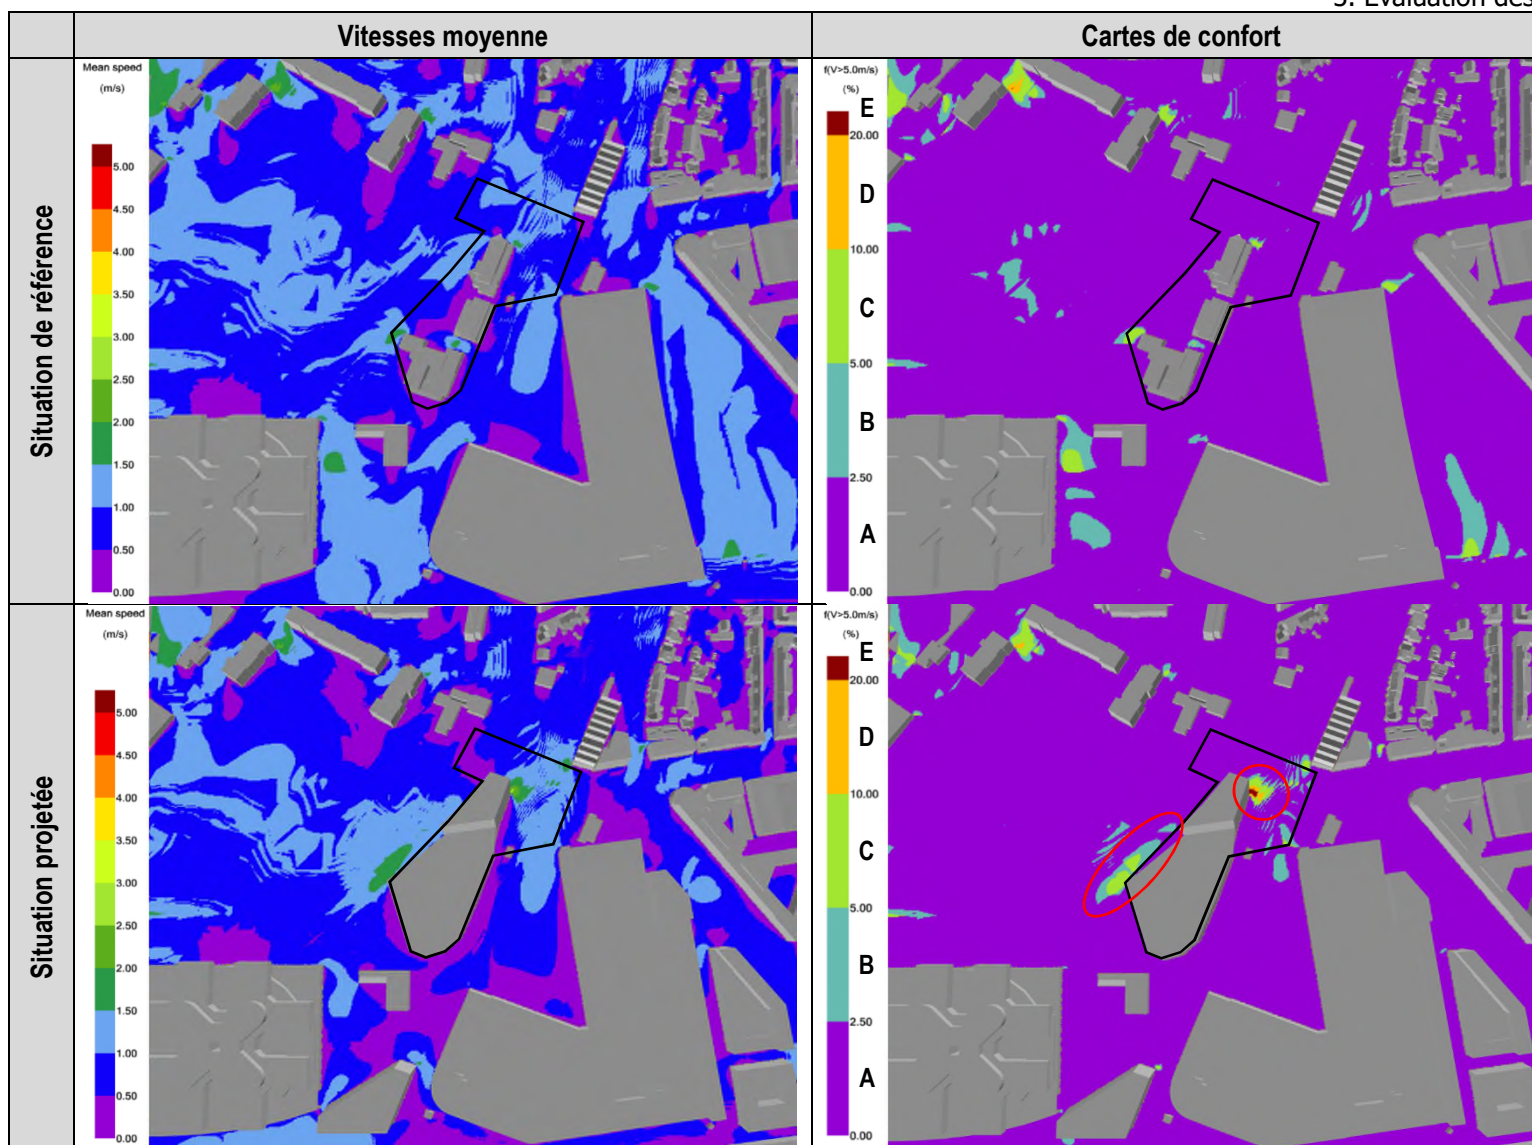 5. Evaluation des
Vitesses moyenne
Cartes de confort
Situation de référence
Mean speed
(m/s)
5.00
4.50
4.00
3.50
3.00
2.50
2.00
1.50
1.00
0.50
0.00
f(V>5.0m/s)
(%)
E
20.00
D
10.00
C
5.00
B
2.50
A
0.00
Situation projetée
Mean speed
(m/s)
5.00
4.50
4.00
3.50
3.00
2.50
2.00
1.50
1.00
0.50
0.00
f(V>5.0m/s)
(%)
E
20.00
D
10.00
C
5.00
B
2.50
A
0.00